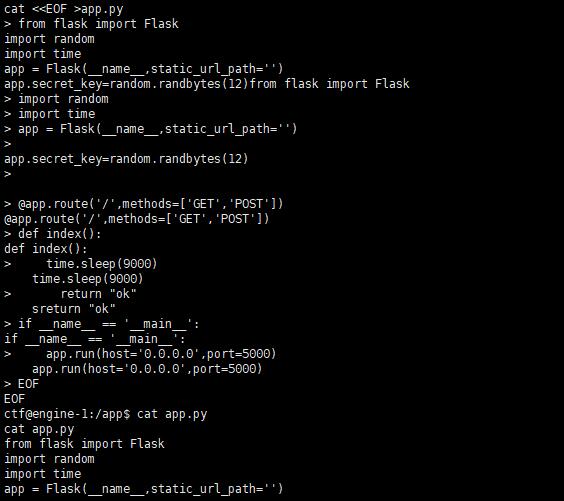 cat <<EOF >app.py
> from flask import Flask
import random
import time
app = Flask(__name__,static_url_path='')
app.secret_key=random.randbytes(12)from flask import Flask
> import random
> import time
> app = Flask(__name__,static_url_path='')
>
app.secret_key=random.randbytes(12)
>
> @app.route('/',methods=['GET','POST'])
@app.route('/',methods=['GET','POST'])
> def index():
def index():
>     time.sleep(9000)
    time.sleep(9000)
>       return "ok"
    sreturn "ok"
> if __name__ == '__main__':
if __name__ == '__main__':
>     app.run(host='0.0.0.0',port=5000)
    app.run(host='0.0.0.0',port=5000)
> EOF
EOF
ctf@engine-1:/app$ cat app.py
cat app.py
from flask import Flask
import random
import time
app = Flask(__name__,static_url_path='')